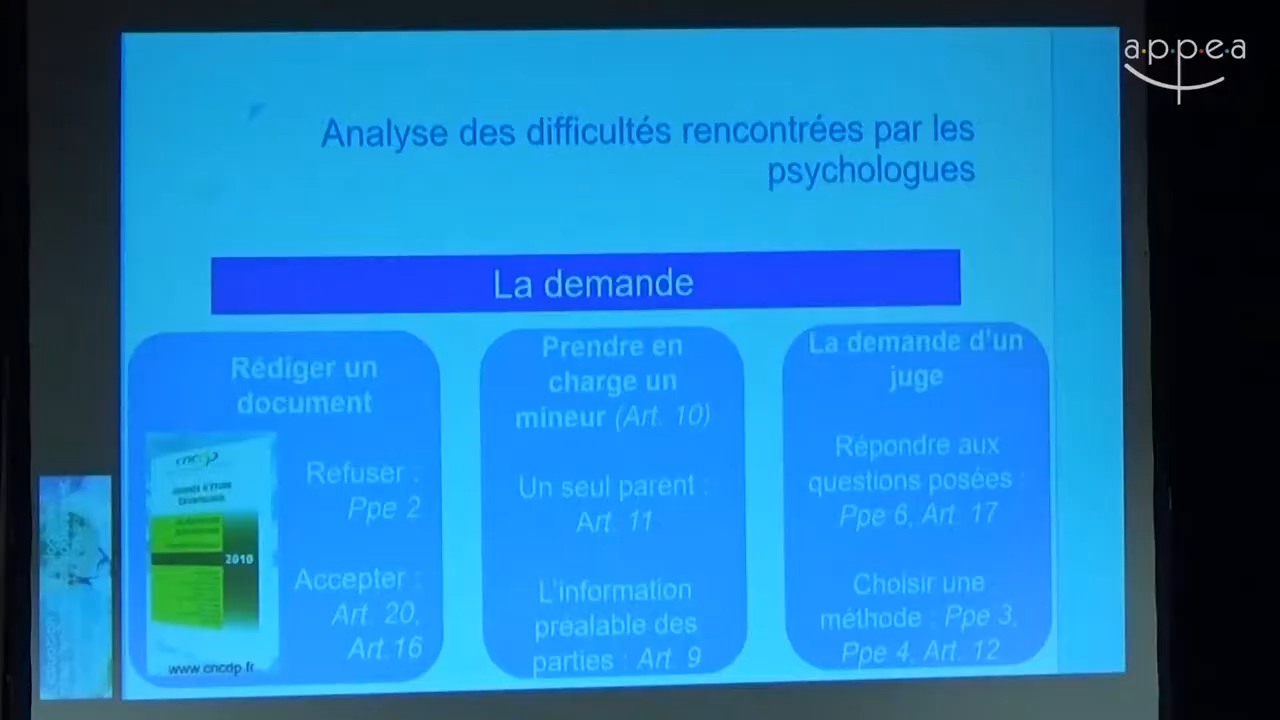 appea
Analyse des difficultés rencontrées par les
psychologues
La demande
Rédiger un
document
cncdp
2010
Refuser :
Ppe 2
Accepter :
Art. 20,
Art.16
www.cncdp.fr
Prendre en
charge un
mineur (Art. 10)
Un seul parent :
Art. 11
L'information
préalable des
parties : Art. 9
La demande d'un
juge
Répondre aux
questions posées :
Ppe 6, Art. 17
Choisir une
méthode : Ppe 3,
Ppe 4, Art. 12